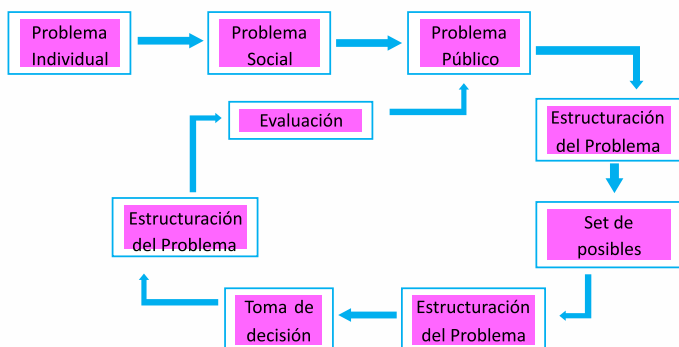 Problema
Individual
Problema
Social
Problema
Público
Estructuración
del Problema
Set de
posibles
Estructuración
del Problema
Toma de
decisión
Estructuración
del Problema
Evaluación